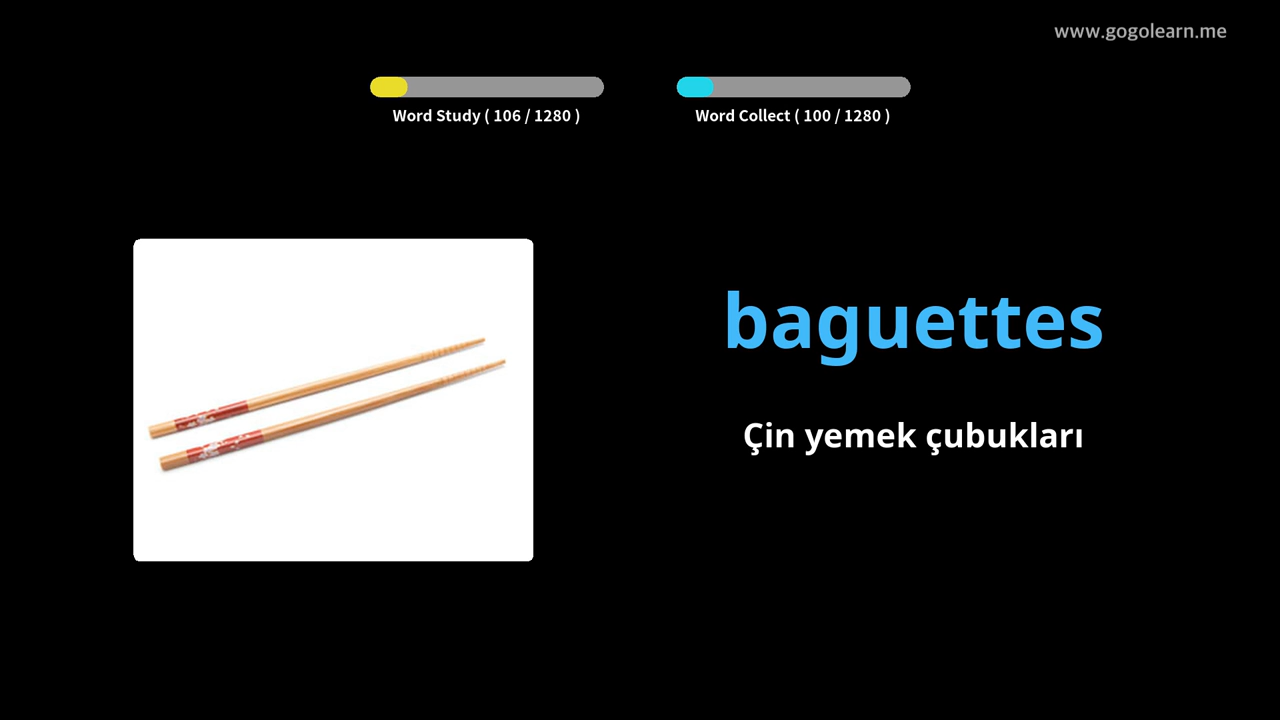 www.gogolearn.me
Word Study ( 106 / 1280 )
Word Collect ( 100 / 1280 )
baguettes
Çin yemek çubukları